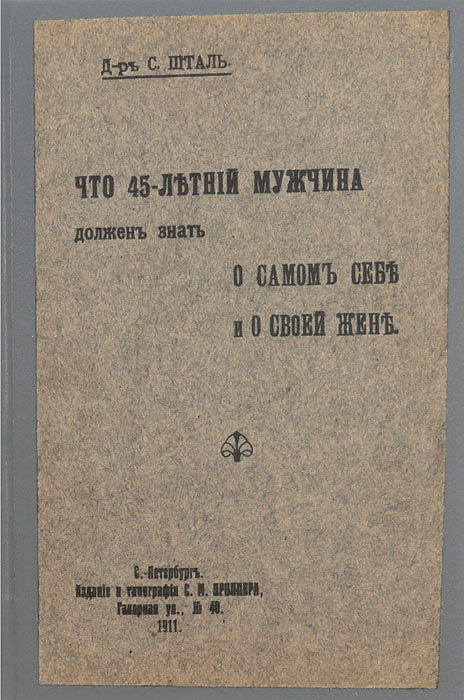 Д-ръ С. ШТАЛЬ.
ЧТО 45-ЛѢТНІЙ МУЖЧИНА
долженъ знать
О САМОМЪ СЕБѢ
и О СВОЕЙ ЖЕНѢ.
С.-Петербургъ.
Изданіе и типографія С. М. ПРОППЕРА,
Галерная ул., № 40.
1911.